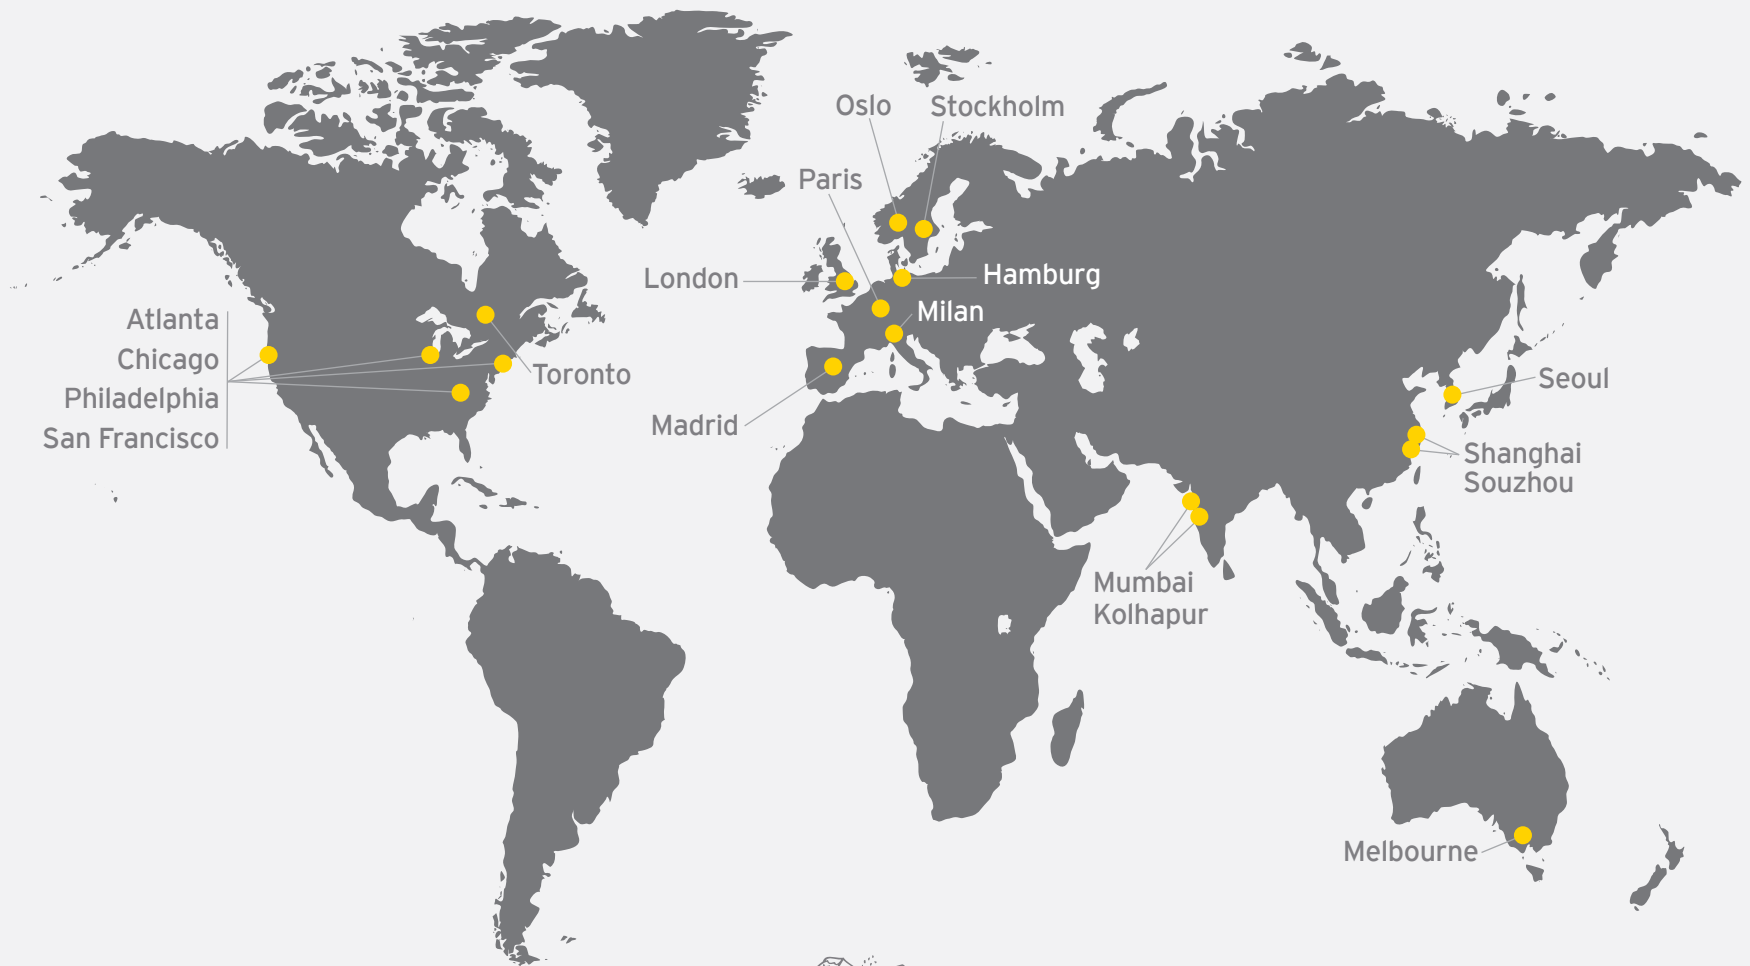 Oslo
Stockholm
Paris
London
Hamburg
Milan
Atlanta
Chicago
Philadelphia
San Francisco
Toronto
Madrid
Seoul
Shanghai
Souzhou
Mumbai
Kolhapur
Melbourne